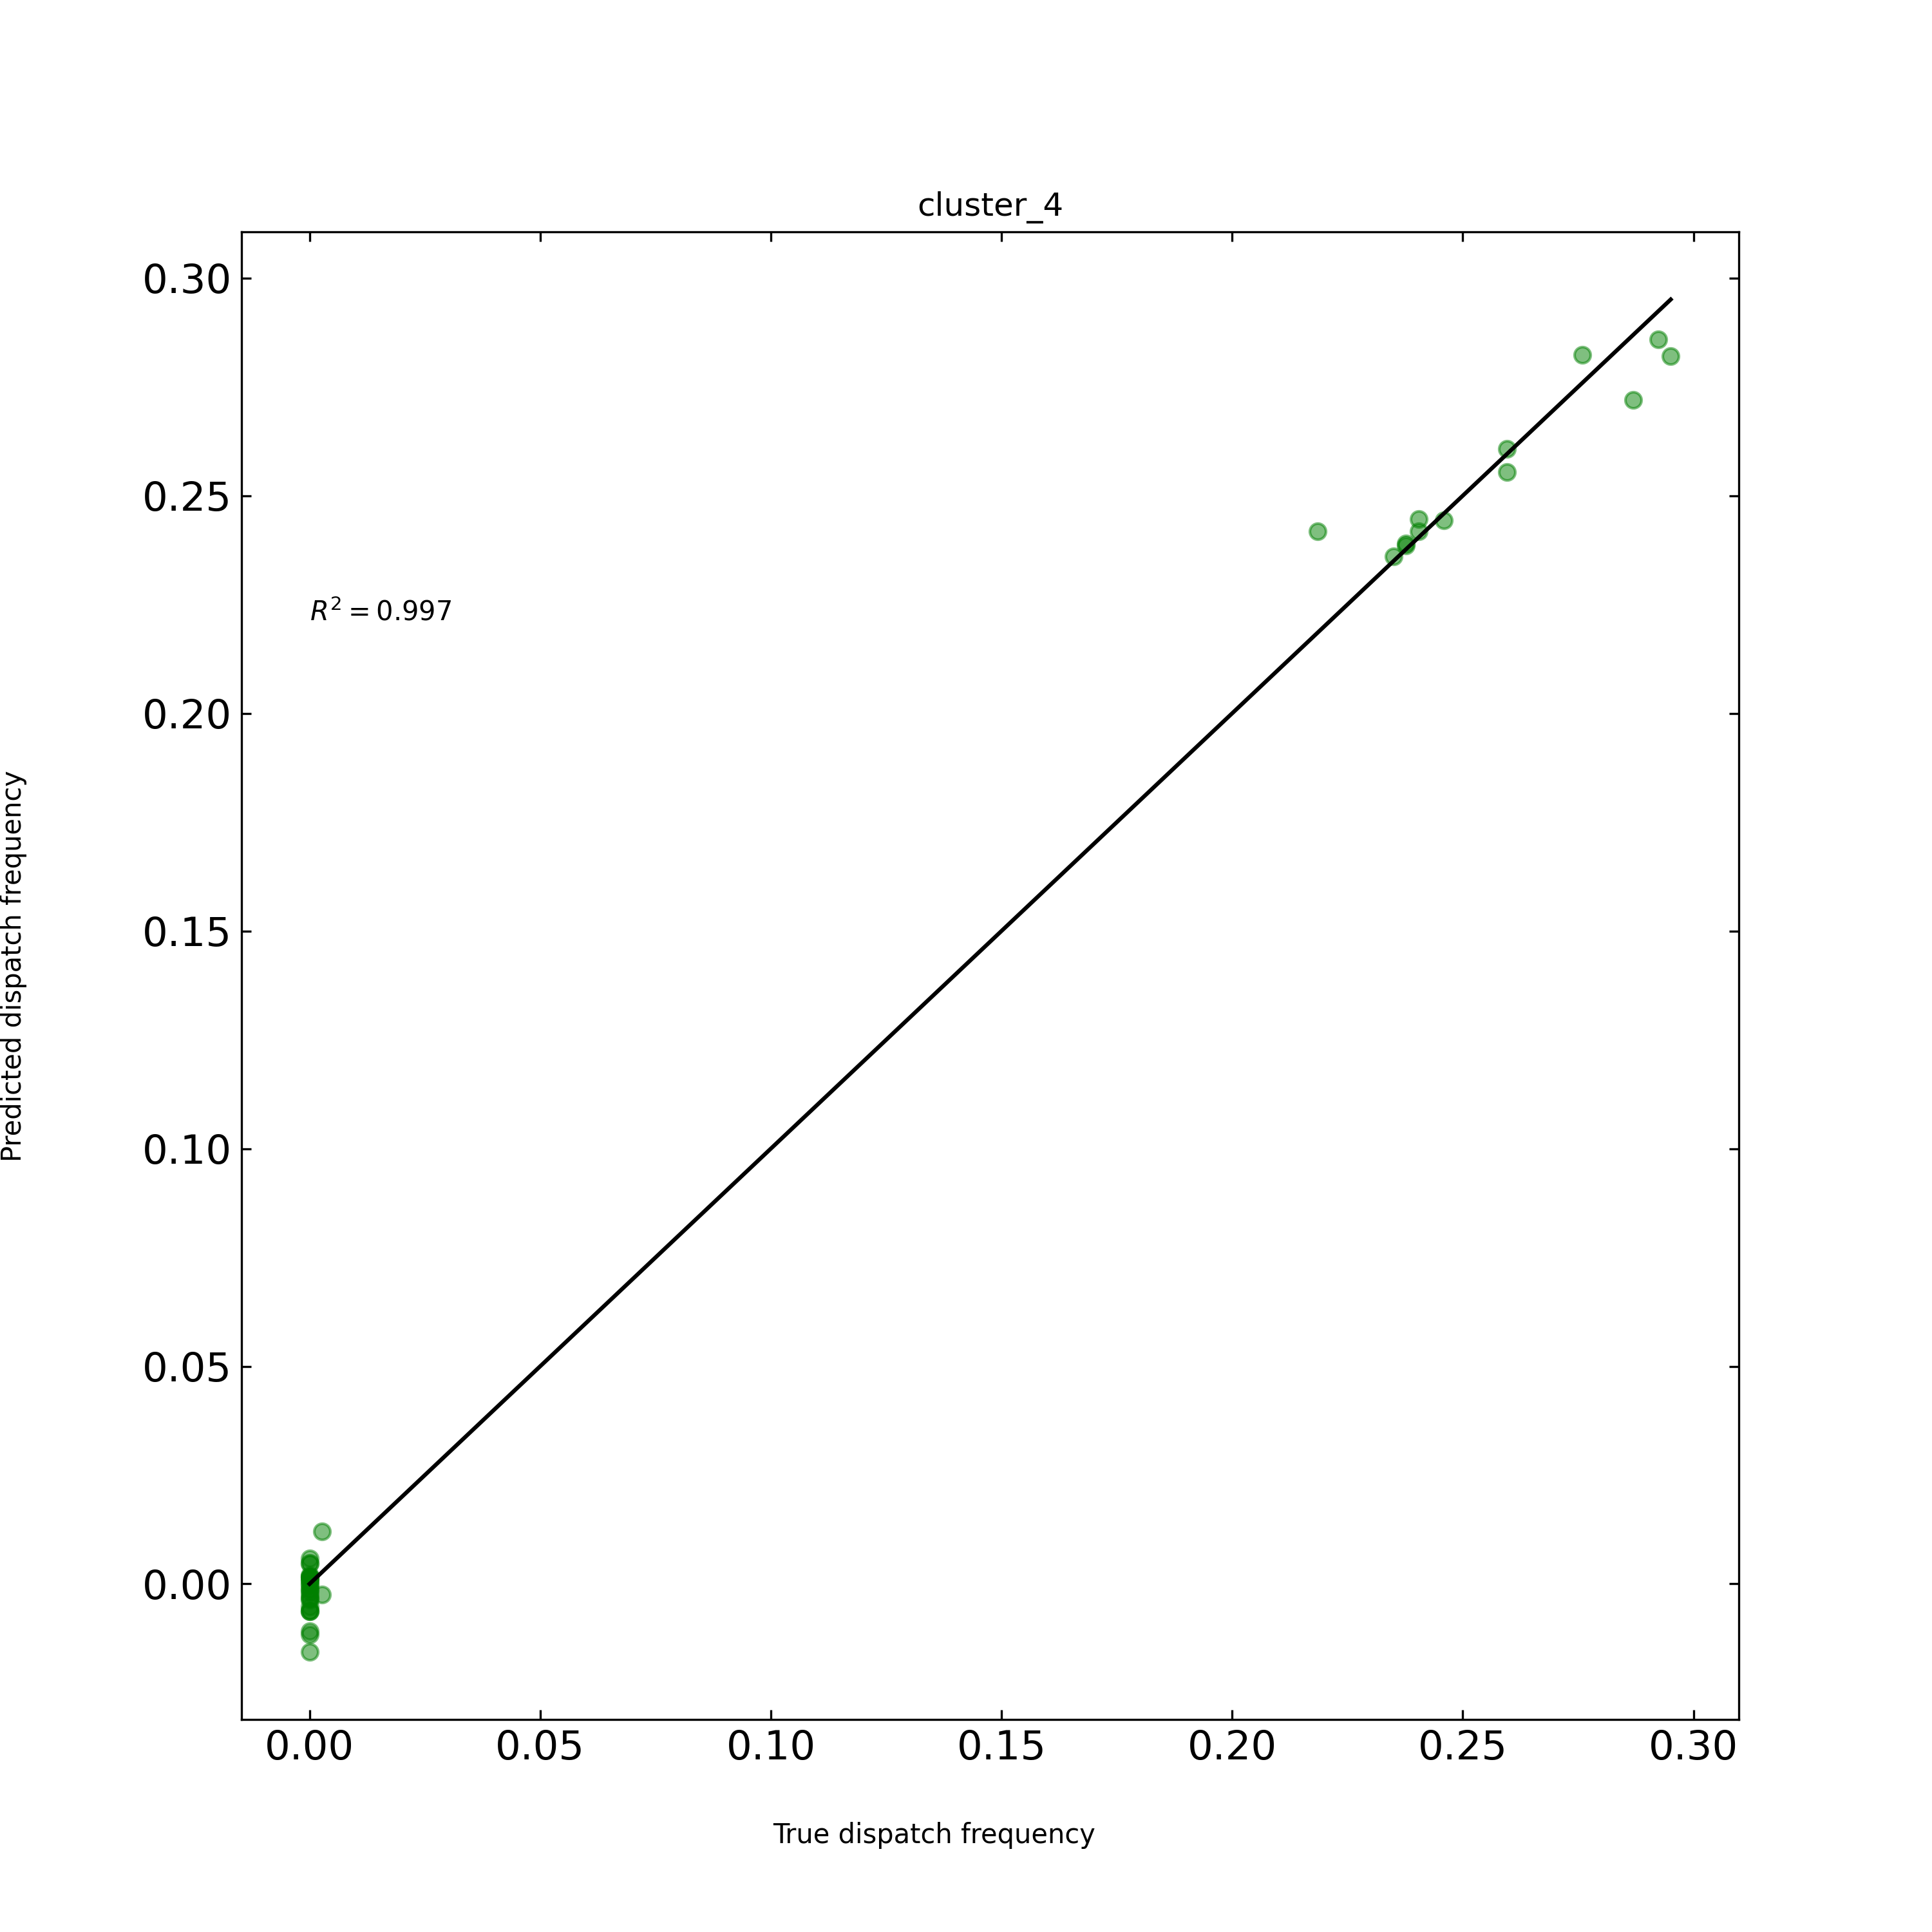 cluster_4
0.30
0.25
0.20
0.15
0.10
0.05
0.00
R² = 0.997
Predicted dispatch frequency
0.00 0.05 0.10 0.15 0.20 0.25 0.30
True dispatch frequency